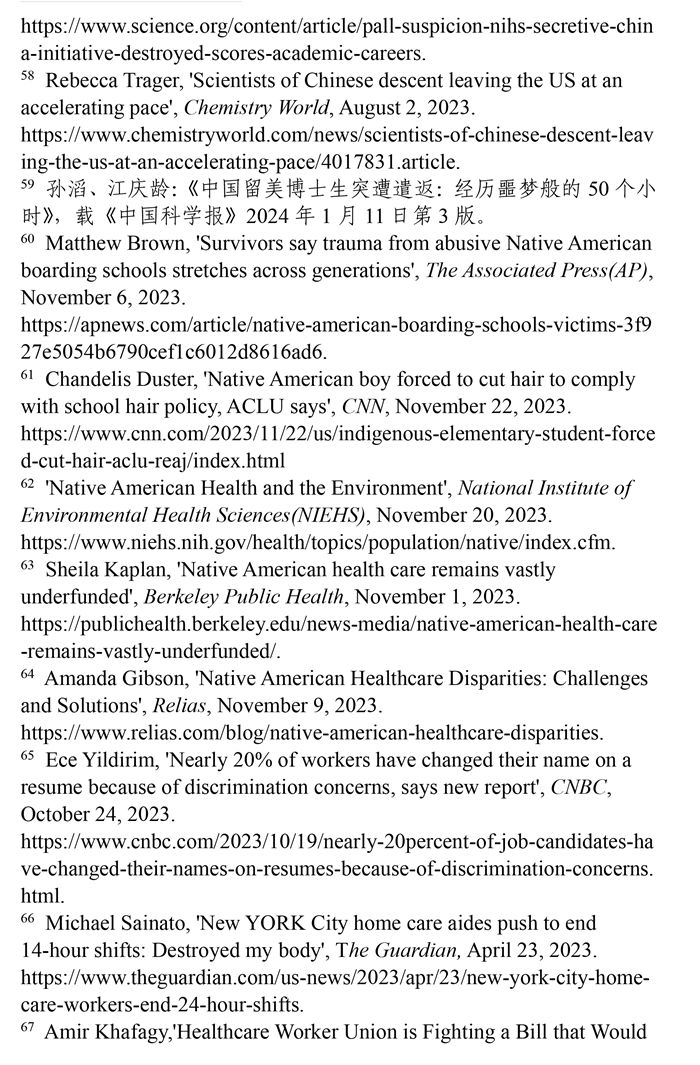 https://www.science.org/content/article/pall-suspicion-nihs-secretive-chin
a-initiative-destroyed-scores-academic-careers.
58 Rebecca Trager, 'Scientists of Chinese descent leaving the US at an
accelerating pace', Chemistry World, August 2, 2023.
https://www.chemistryworld.com/news/scientists-of-chinese-descent-leav
ing-the-us-at-an-accelerating-pace/4017831.article.
59 孙滔、江庆龄:《中国留美博士生突遭遣返: 经历噩梦般的 50 个小
时》, 载《中国科学报》2024 年 1 月 11 日第 3 版。
60 Matthew Brown, 'Survivors say trauma from abusive Native American
boarding schools stretches across generations', The Associated Press(AP),
November 6, 2023.
https://apnews.com/article/native-american-boarding-schools-victims-3f9
27e5054b6790cef1c6012d8616ad6.
61 Chandelis Duster, 'Native American boy forced to cut hair to comply
with school hair policy, ACLU says', CNN, November 22, 2023.
https://www.cnn.com/2023/11/22/us/indigenous-elementary-student-force
d-cut-hair-aclu-reaj/index.html
62 'Native American Health and the Environment', National Institute of
Environmental Health Sciences(NIEHS), November 20, 2023.
https://www.niehs.nih.gov/health/topics/population/native/index.cfm.
63 Sheila Kaplan, 'Native American health care remains vastly
underfunded', Berkeley Public Health, November 1, 2023.
https://publichealth.berkeley.edu/news-media/native-american-health-care
-remains-vastly-underfunded/.
64 Amanda Gibson, 'Native American Healthcare Disparities: Challenges
and Solutions', Relias, November 9, 2023.
https://www.relias.com/blog/native-american-healthcare-disparities.
65 Ece Yildirim, 'Nearly 20% of workers have changed their name on a
resume because of discrimination concerns, says new report', CNBC,
October 24, 2023.
https://www.cnbc.com/2023/10/19/nearly-20percent-of-job-candidates-ha
ve-changed-their-names-on-resumes-because-of-discrimination-concerns.
html.
66 Michael Sainato, 'New YORK City home care aides push to end
14-hour shifts: Destroyed my body', The Guardian, April 23, 2023.
https://www.theguardian.com/us-news/2023/apr/23/new-york-city-home-
care-workers-end-24-hour-shifts.
67 Amir Khafagy,'Healthcare Worker Union is Fighting a Bill that Would